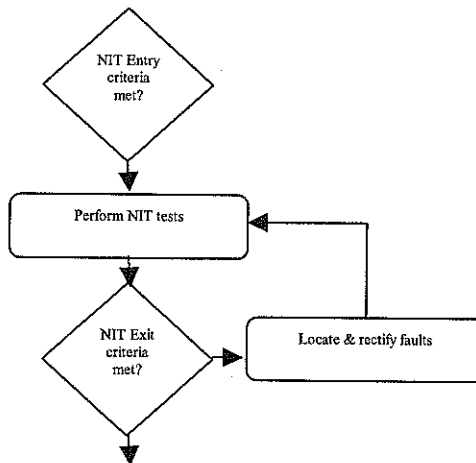 NIT Entry
criteria
met?
Perform NIT tests
NIT Exit
criteria
met?
Locate & rectify faults